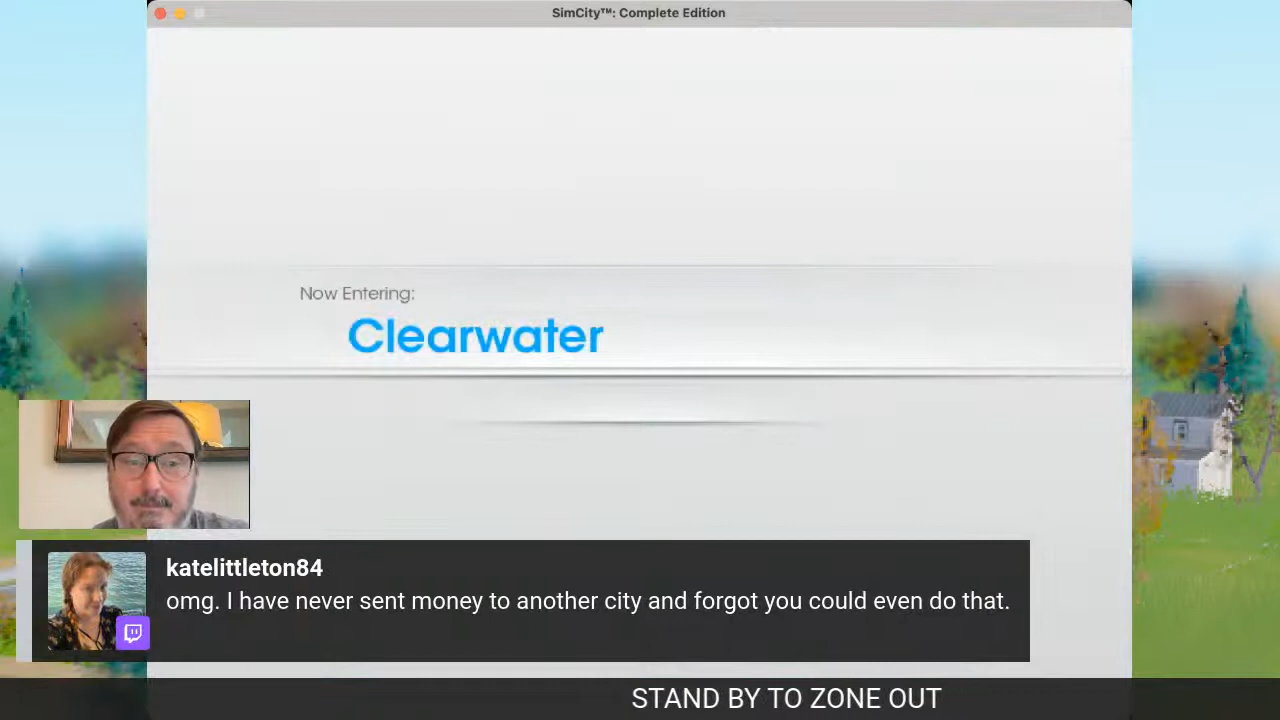 SimCity™: Complete Edition
Now Entering:
Clearwater
katelittleton84
omg. I have never sent money to another city and forgot you could even do that.
STAND BY TO ZONE OUT